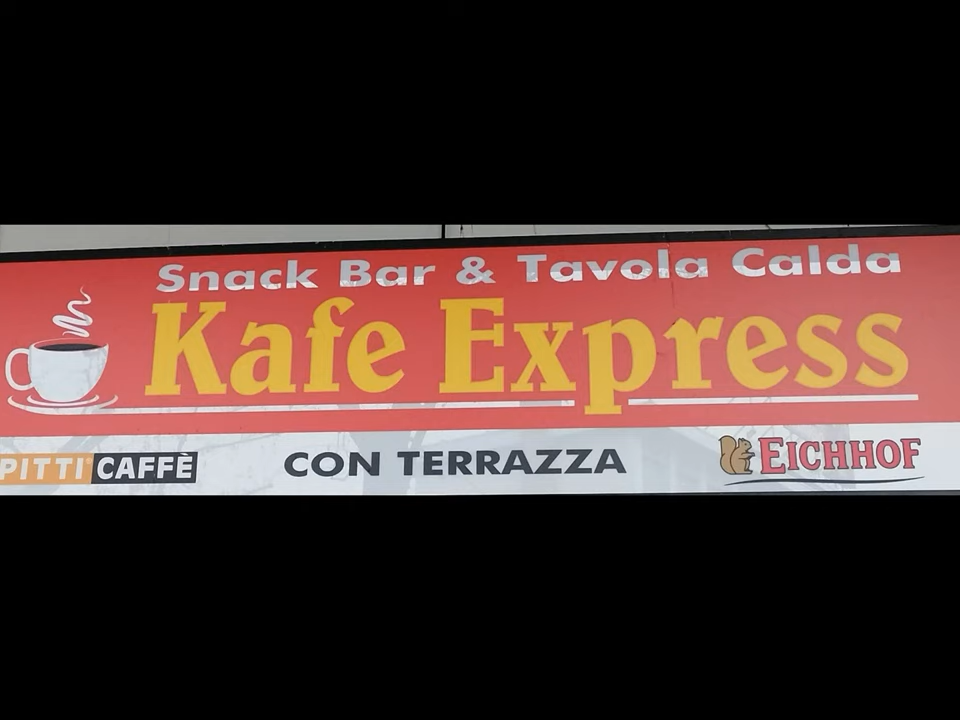 Snack Bar & Tavola Calda
Kafe Express
PITTI CAFFÈ
CON TERRAZZA
EICHHOF